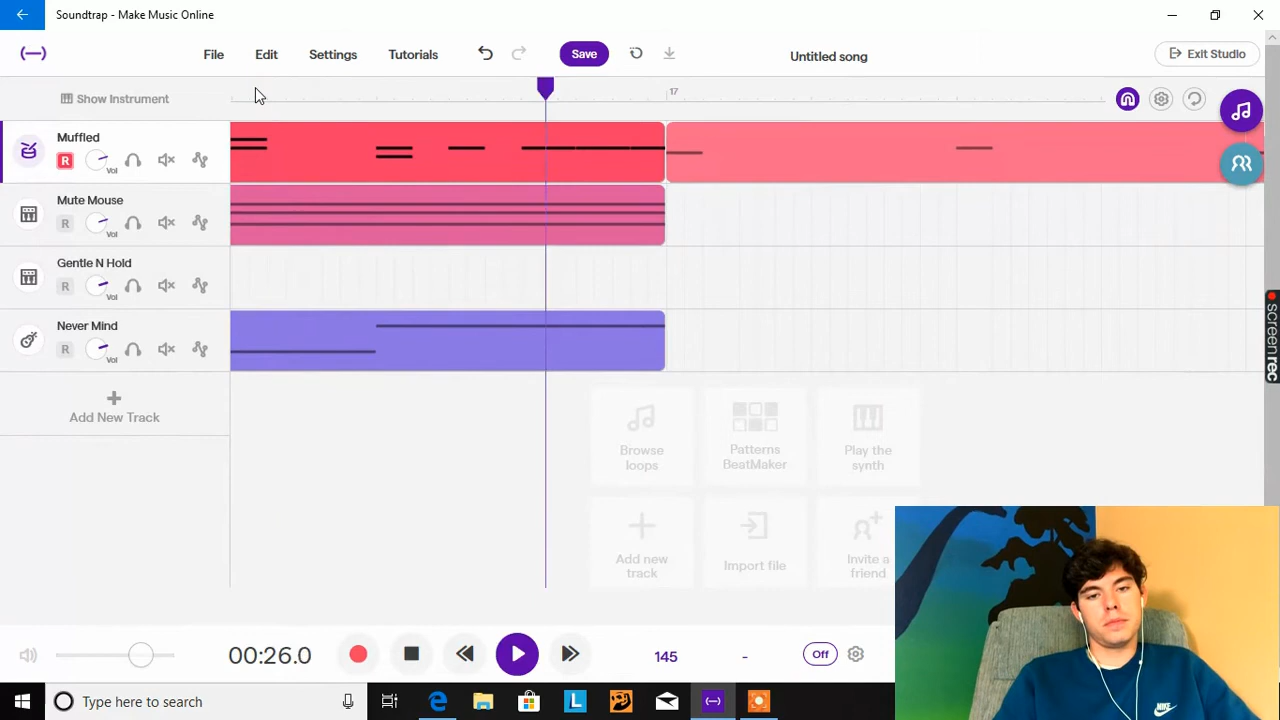 Soundtrap - Make Music Online
File
Edit
Settings
Tutorials
Save
Untitled song
Exit Studio
Show Instrument
17
Muffled
R
Vol
Mute Mouse
R
Vol
Gentle N Hold
R
Vol
Never Mind
R
Vol
Add New Track
Browse
loops
Patterns
BeatMaker
Play the
synth
Add new
track
Import file
Invite a
friend
screenrec
00:26.0
145
-
Off
Type here to search
L